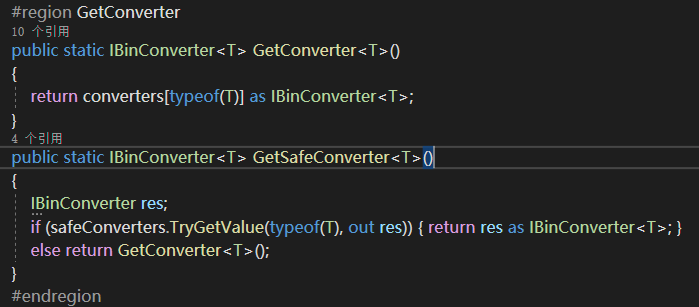 #region GetConverter
10 个引用
public static IBinConverter<T> GetConverter<T>()
{
return converters[typeof(T)] as IBinConverter<T>;
}
4 个引用
public static IBinConverter<T> GetSafeConverter<T>()
{
IBinConverter res;
if (safeConverters.TryGetValue(typeof(T), out res)) { return res as IBinConverter<T>; }
else return GetConverter<T>();
}
#endregion